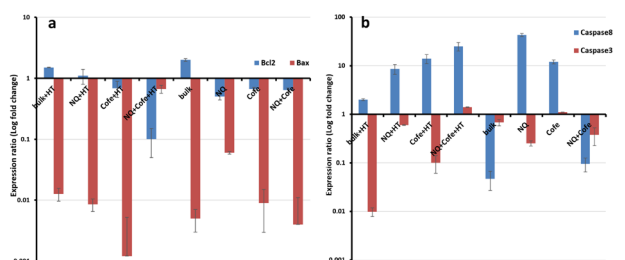 a
Expression ratio (Log fold change)
10
1
0.1
0.01
0.001
Bcl2 Bax
bulk+HT
NQ+HT
Cofe+HT
NQ+Cofe+HT
bulk
NQ
Cofe
NQ+Cofe
b
Expression ratio (Log fold change)
100
10
1
0.1
0.01
0.001
Caspase8
Caspase3
bulk+HT
NQ+HT
Cofe+HT
NQ+Cofe+HT
bulk
NQ
Cofe
NQ+Cofe